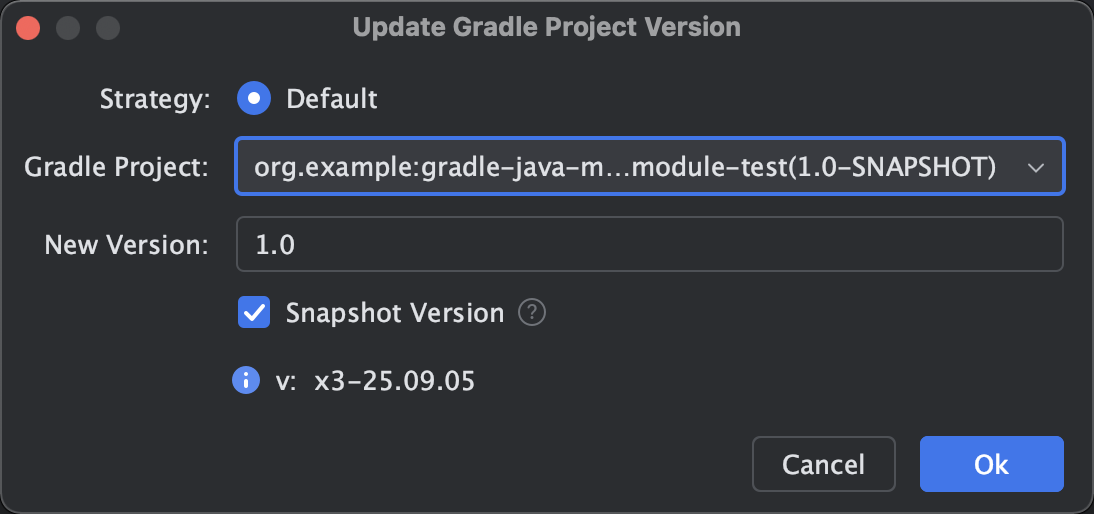 Update Gradle Project Version
Strategy: Default
Gradle Project: org.example:gradle-java-m...module-test(1.0-SNAPSHOT)
New Version: 1.0
Snapshot Version ?
v: x3-25.09.05
Cancel Ok